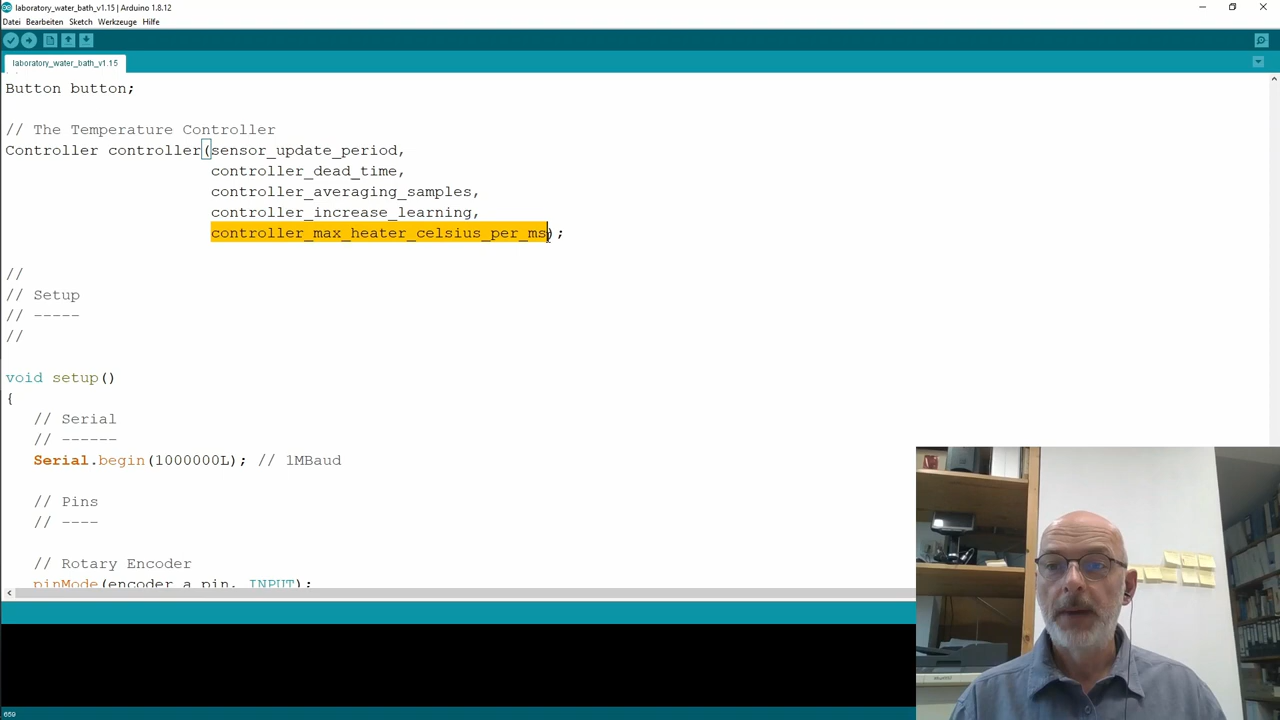 laboratory_water_bath_v1.15 | Arduino 1.8.12
Datei Bearbeiten Sketch Werkzeuge Hilfe
laboratory_water_bath_v1.15
Button button;
// The Temperature Controller
Controller controller(sensor_update_period,
controller_dead_time,
controller_averaging_samples,
controller_increase_learning,
controller_max_heater_celsius_per_ms);
//
// Setup
// -----
//
void setup()
{
// Serial
// ------
Serial.begin(1000000L); // 1MBaud
// Pins
// ----
// Rotary Encoder
pinMode(encoder_a_pin, INPUT);
659